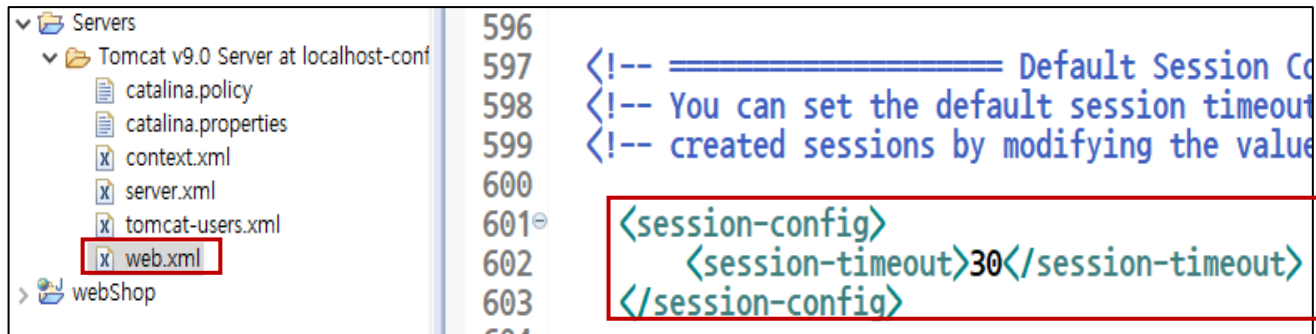 Servers
Tomcat v9.0 Server at localhost-conf
catalina.policy
catalina.properties
context.xml
server.xml
tomcat-users.xml
web.xml
webShop
596
597 <!-- ==================== Default Session Co
598 <!-- You can set the default session timeout
599 <!-- created sessions by modifying the value
600
601 <session-config>
602 <session-timeout>30</session-timeout>
603 </session-config>